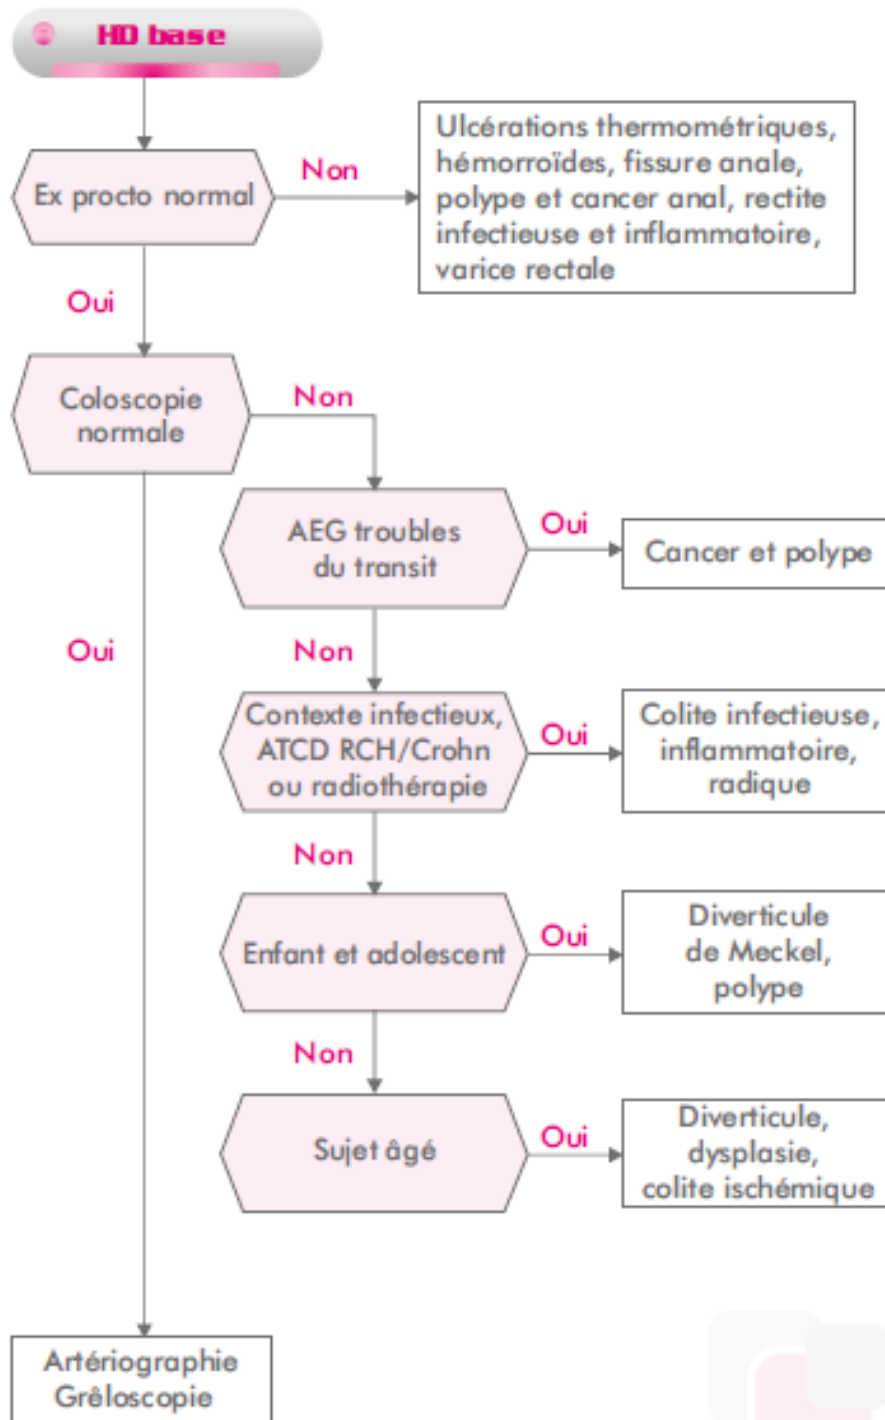 HD base
Ex procto normal
Non
Ulcérations thermométriques,
hémorroïdes, fissure anale,
polype et cancer anal, rectite
infectieuse et inflammatoire,
varice rectale
Oui
Coloscopie
normale
Non
AEG troubles
du transit
Oui
Cancer et polype
Oui
Non
Contexte infectieux,
ATCD RCH/Crohn
ou radiothérapie
Oui
Colite infectieuse,
inflammatoire,
radique
Non
Enfant et adolescent
Oui
Diverticule
de Meckel,
polype
Non
Sujet âgé
Oui
Diverticule,
dysplasie,
colite ischémique
Artériographie
Grêloscopie